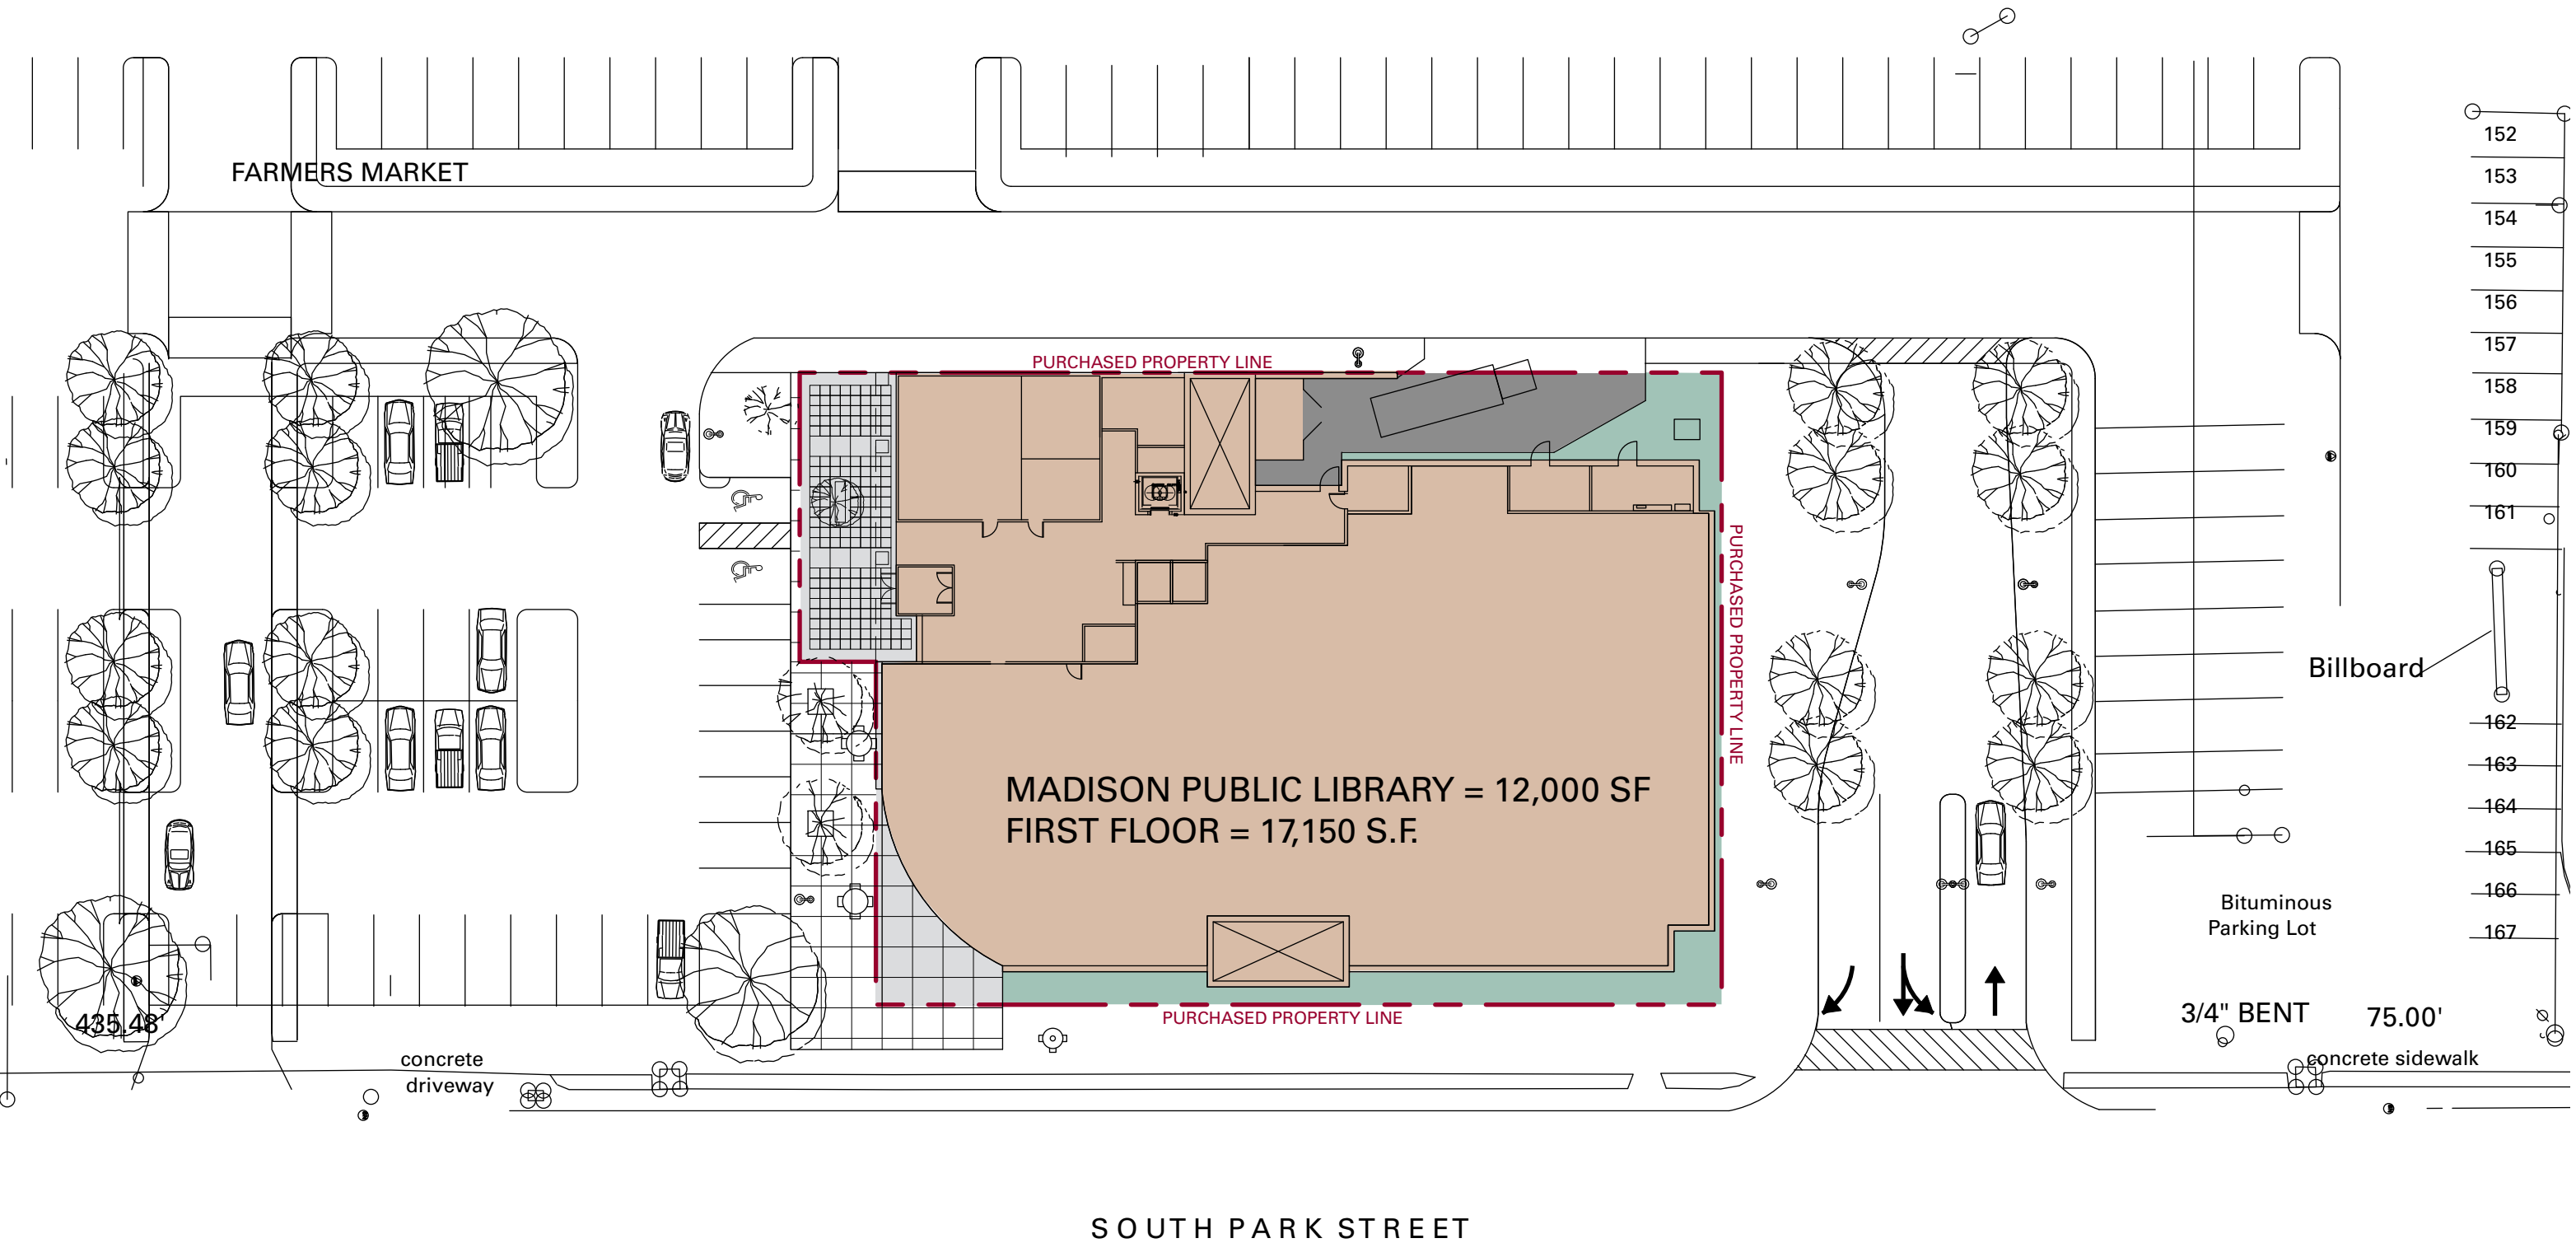 FARMERS MARKET
PURCHASED PROPERTY LINE
152
153
154
155
156
157
158
159
160
161
PURCHASED PROPERTY LINE
Billboard
162
163
164
165
166
167
MADISON PUBLIC LIBRARY = 12,000 SF
FIRST FLOOR = 17,150 S.F.
Bituminous
Parking Lot
435.48'
PURCHASED PROPERTY LINE
3/4" BENT
75.00'
concrete
driveway
concrete sidewalk
SOUTH PARK STREET